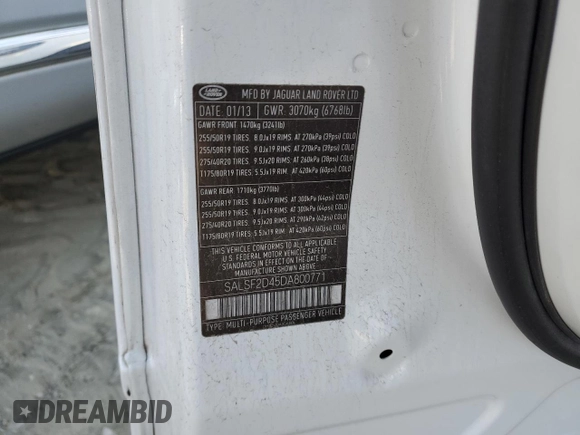 LAND ROVER
MFD BY JAGUAR LAND ROVER LTD
DATE 01/13 GWR 3070kg (6768lb)
GAWR FRONT 1470kg (3241lb)
255/50R19 TIRES. 8.0Jx19 RIMS. AT 270kPa (39psi) COLD
255/50R19 TIRES. 9.0Jx19 RIMS. AT 270kPa (39psi) COLD
275/40R20 TIRES. 9.5Jx20 RIMS. AT 260kPa (38psi) COLD
T175/80R19 TIRES. 5.5Jx19 RIM AT 420kPa (60psi) COLD
GAWR REAR 1710kg (3770lb)
255/50R19 TIRES. 8.0Jx19 RIMS. AT 300kPa (44psi) COLD
255/50R19 TIRES. 9.0Jx19 RIMS. AT 300kPa (44psi) COLD
275/40R20 TIRES. 9.5Jx20 RIMS. AT 290kPa (42psi) COLD
T175/80R19 TIRES. 5.5Jx19 RIM. AT 420kPa (60psi) COLD
THIS VEHICLE CONFORMS TO ALL APPLICABLE
U.S. FEDERAL MOTOR VEHICLE SAFETY
STANDARDS IN EFFECT ON THE DATE OF
MANUFACTURE SHOWN ABOVE
SALSF2D45DA800771
TYPE: MULTI-PURPOSE PASSENGER VEHICLE
DREAMBID